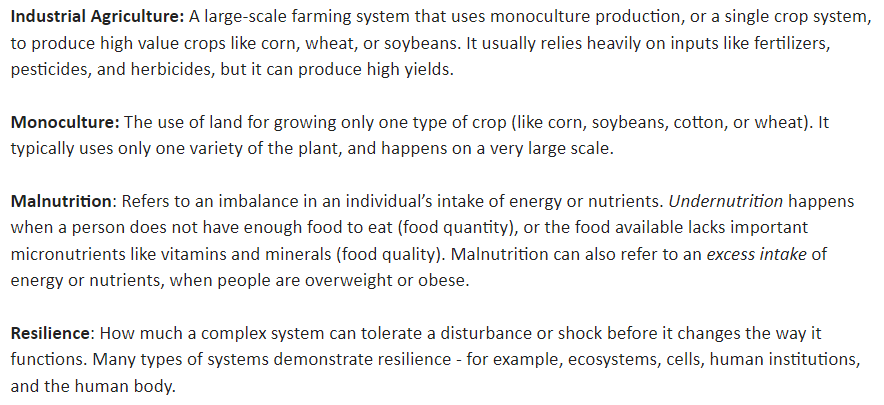 Industrial Agriculture: A large-scale farming system that uses monoculture production, or a single crop system,
to produce high value crops like corn, wheat, or soybeans. It usually relies heavily on inputs like fertilizers,
pesticides, and herbicides, but it can produce high yields.
Monoculture: The use of land for growing only one type of crop (like corn, soybeans, cotton, or wheat). It
typically uses only one variety of the plant, and happens on a very large scale.
Malnutrition: Refers to an imbalance in an individual’s intake of energy or nutrients. Undernutrition happens
when a person does not have enough food to eat (food quantity), or the food available lacks important
micronutrients like vitamins and minerals (food quality). Malnutrition can also refer to an excess intake of
energy or nutrients, when people are overweight or obese.
Resilience: How much a complex system can tolerate a disturbance or shock before it changes the way it
functions. Many types of systems demonstrate resilience - for example, ecosystems, cells, human institutions,
and the human body.